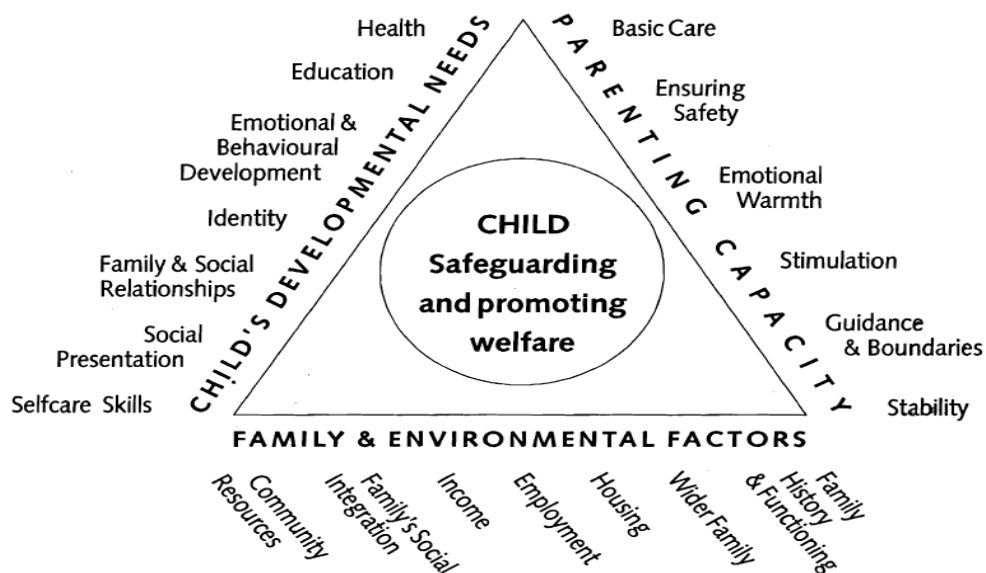 Health
Education
Emotional &
Behavioural
Development
Identity
Family & Social
Relationships
Social
Presentation
Selfcare Skills
CHILD'S DEVELOPMENTAL NEEDS
PARENTING CAPACITY
Basic Care
Ensuring
Safety
Emotional
Warmth
Stimulation
Guidance
& Boundaries
Stability
CHILD
Safeguarding
and promoting
welfare
FAMILY & ENVIRONMENTAL FACTORS
Community
Resources
Family's Social
Integration
Income
Employment
Housing
Wider Family
Family
History
& Functioning